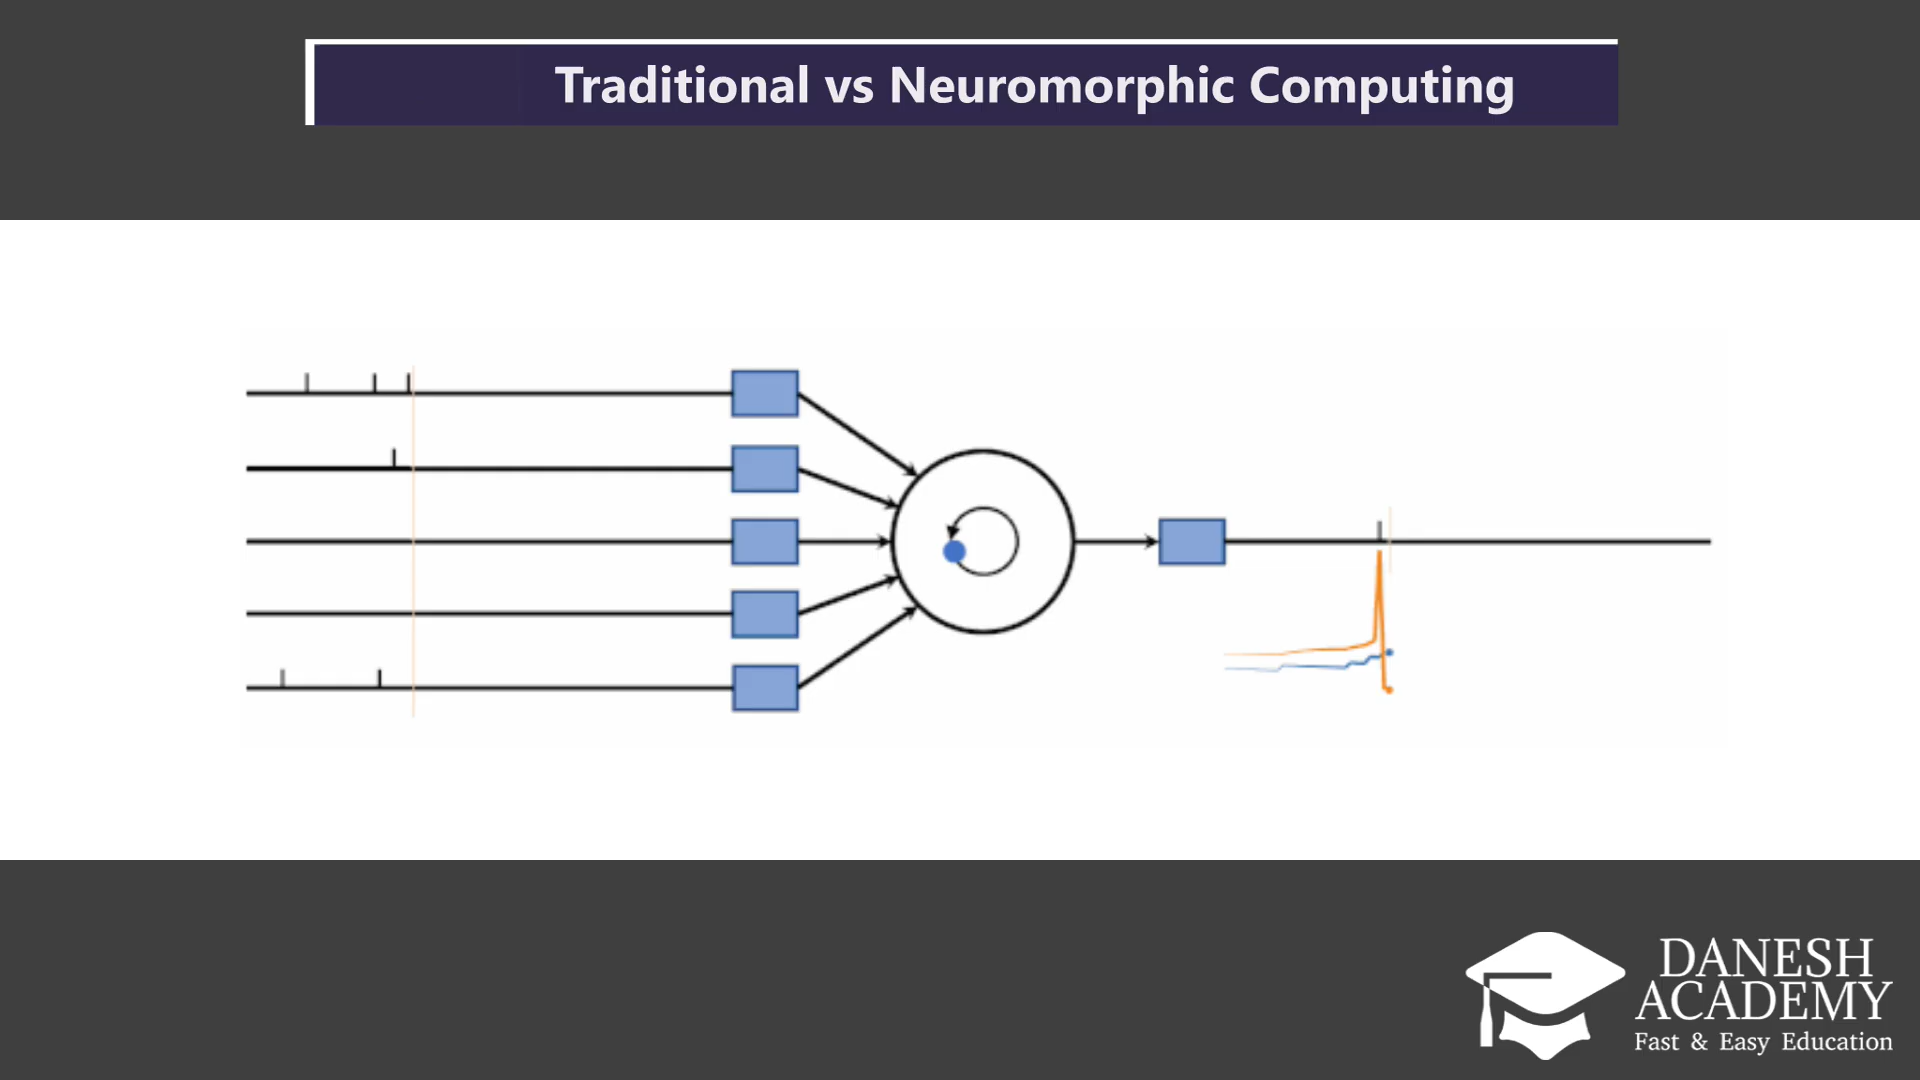 Traditional vs Neuromorphic Computing
DANESH
ACADEMY
Fast & Easy Education